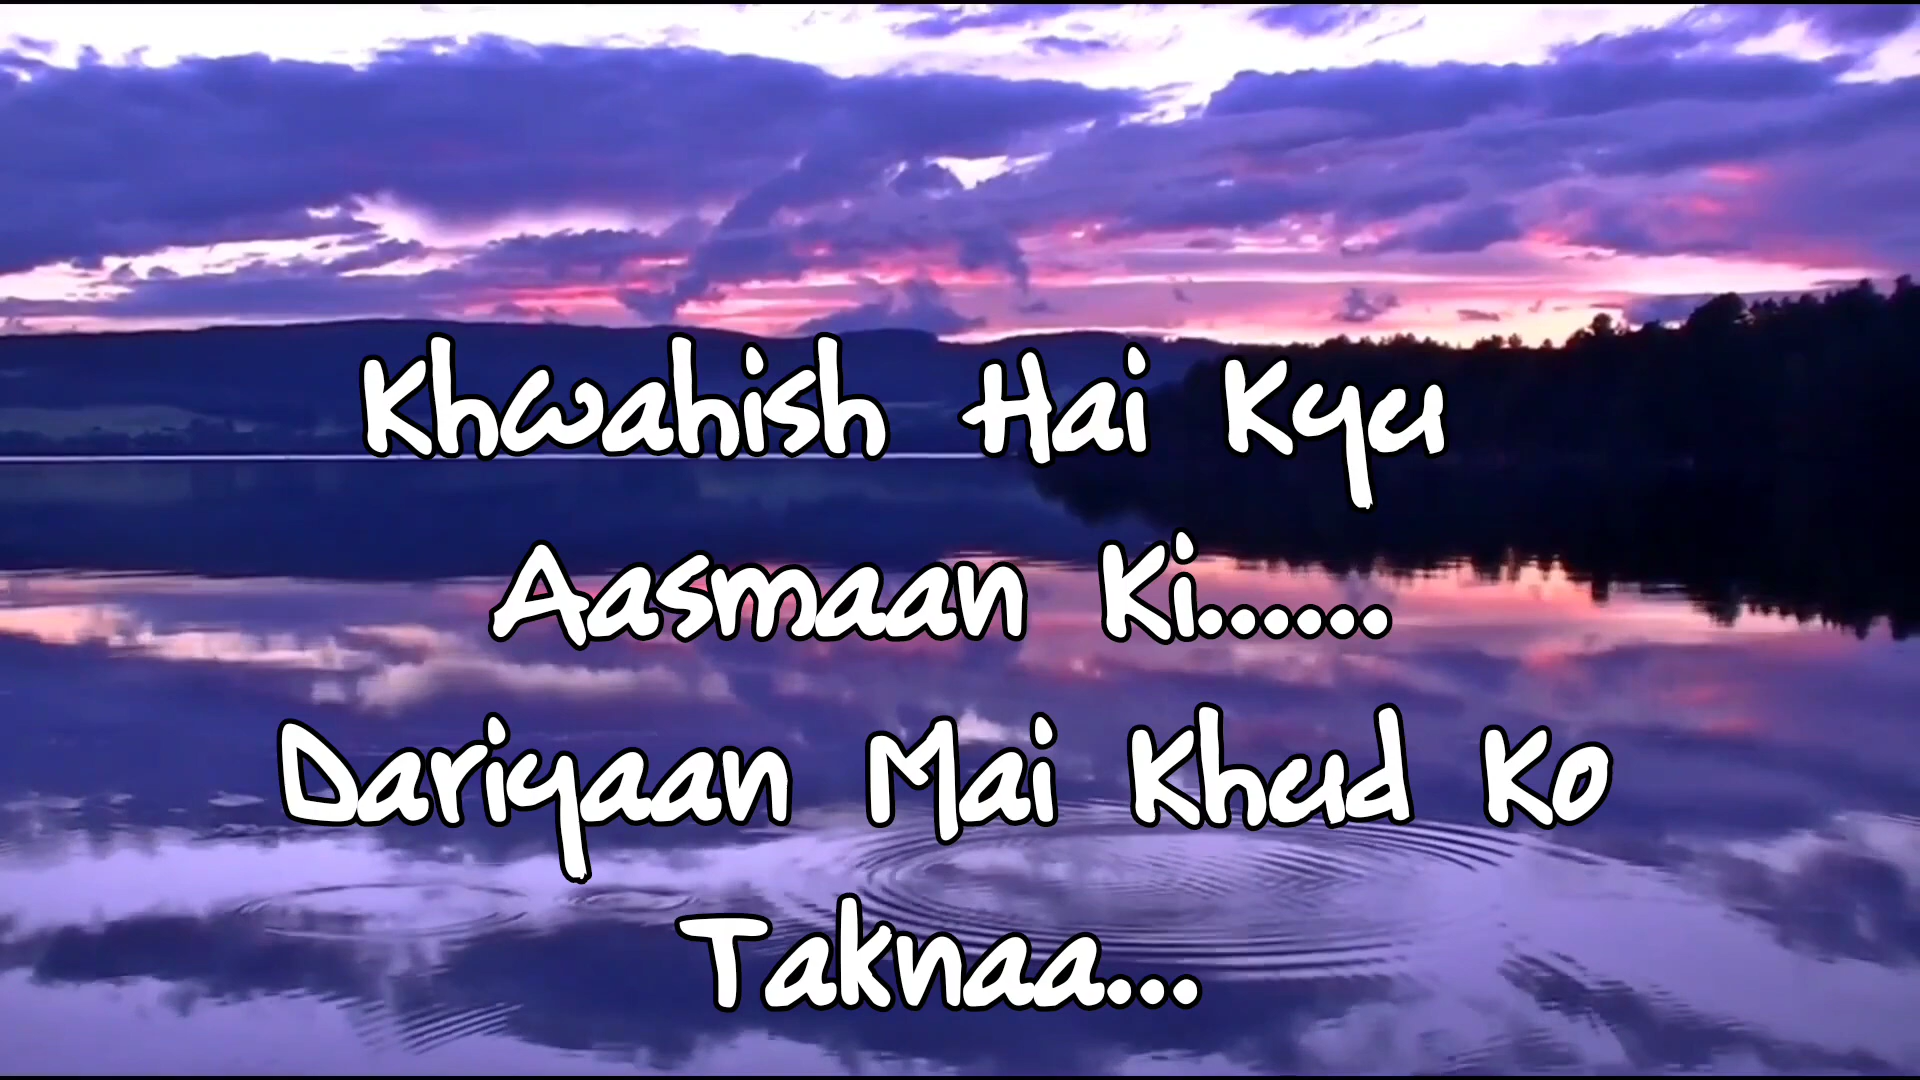 Khwahish Hai Kyu
Aasmaan Ki......
Dariyaan Mai Khud Ko
Taknaa...